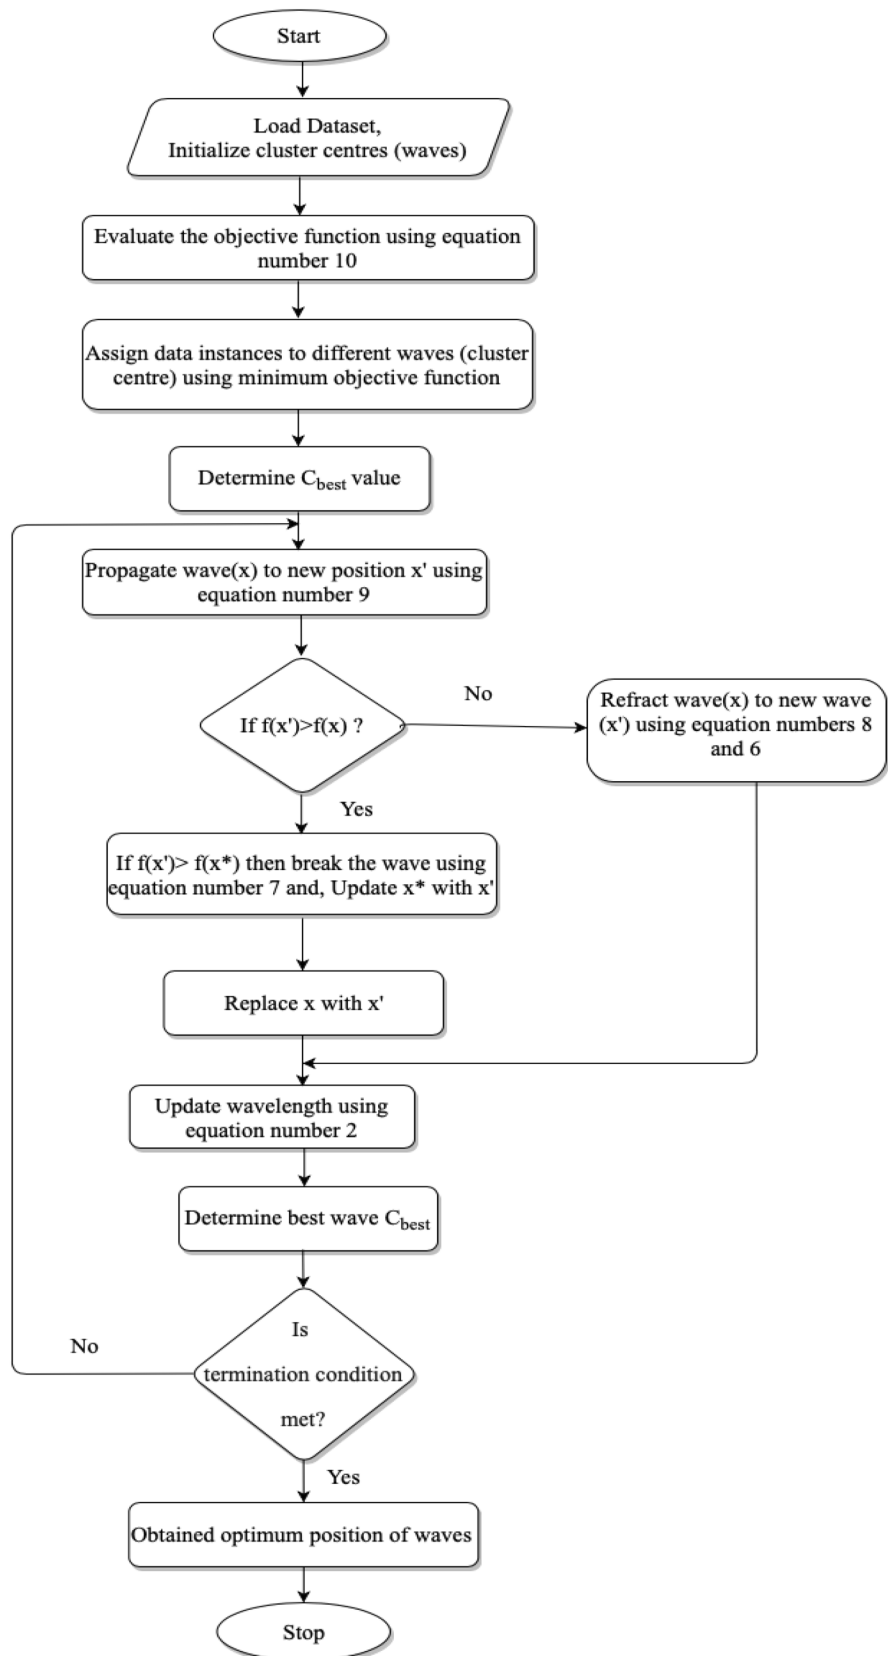 Start
Load Dataset,
Initialize cluster centres (waves)
Evaluate the objective function using equation
number 10
Assign data instances to different waves (cluster
centre) using minimum objective function
Determine Cbest value
Propagate wave(x) to new position x' using
equation number 9
If f(x')>f(x) ?
No
Refract wave(x) to new wave
(x') using equation numbers 8
and 6
Yes
If f(x')> f(x*) then break the wave using
equation number 7 and, Update x* with x'
Replace x with x'
Update wavelength using
equation number 2
Determine best wave Cbest
Is
termination condition
met?
No
Yes
Obtained optimum position of waves
Stop